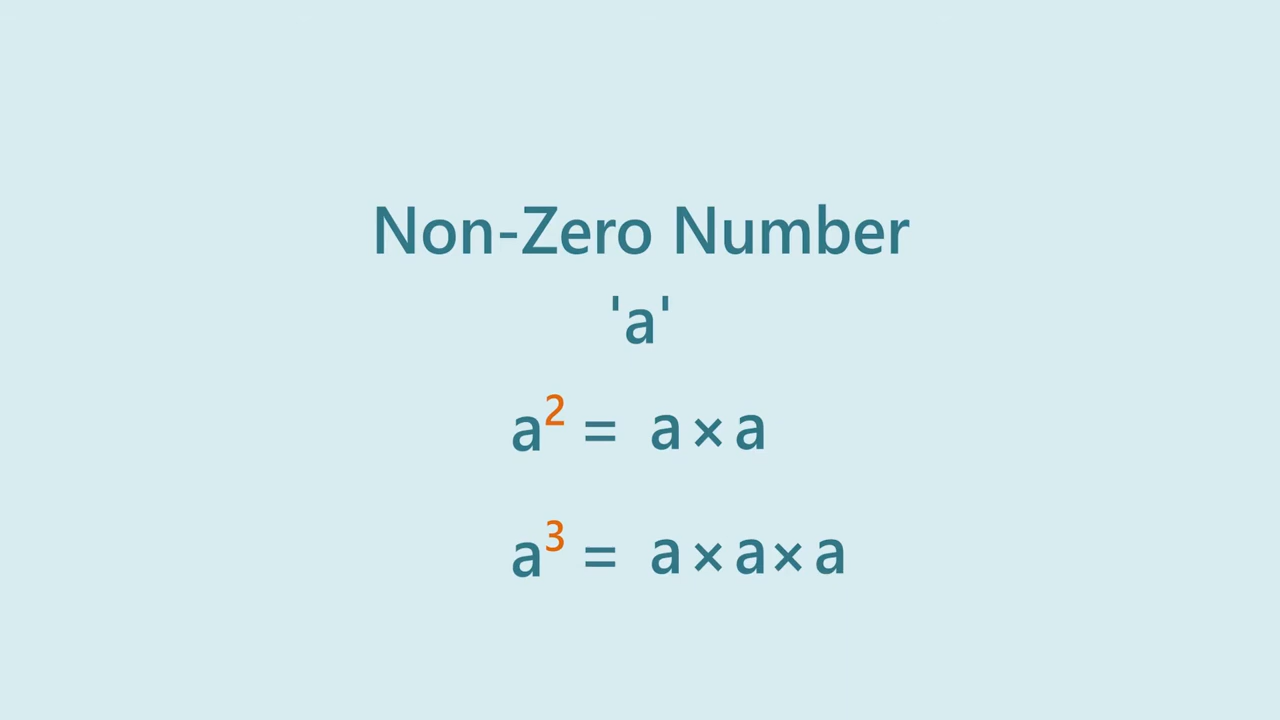 Non-Zero Number
'a'
a² = a × a
a³ = a × a × a